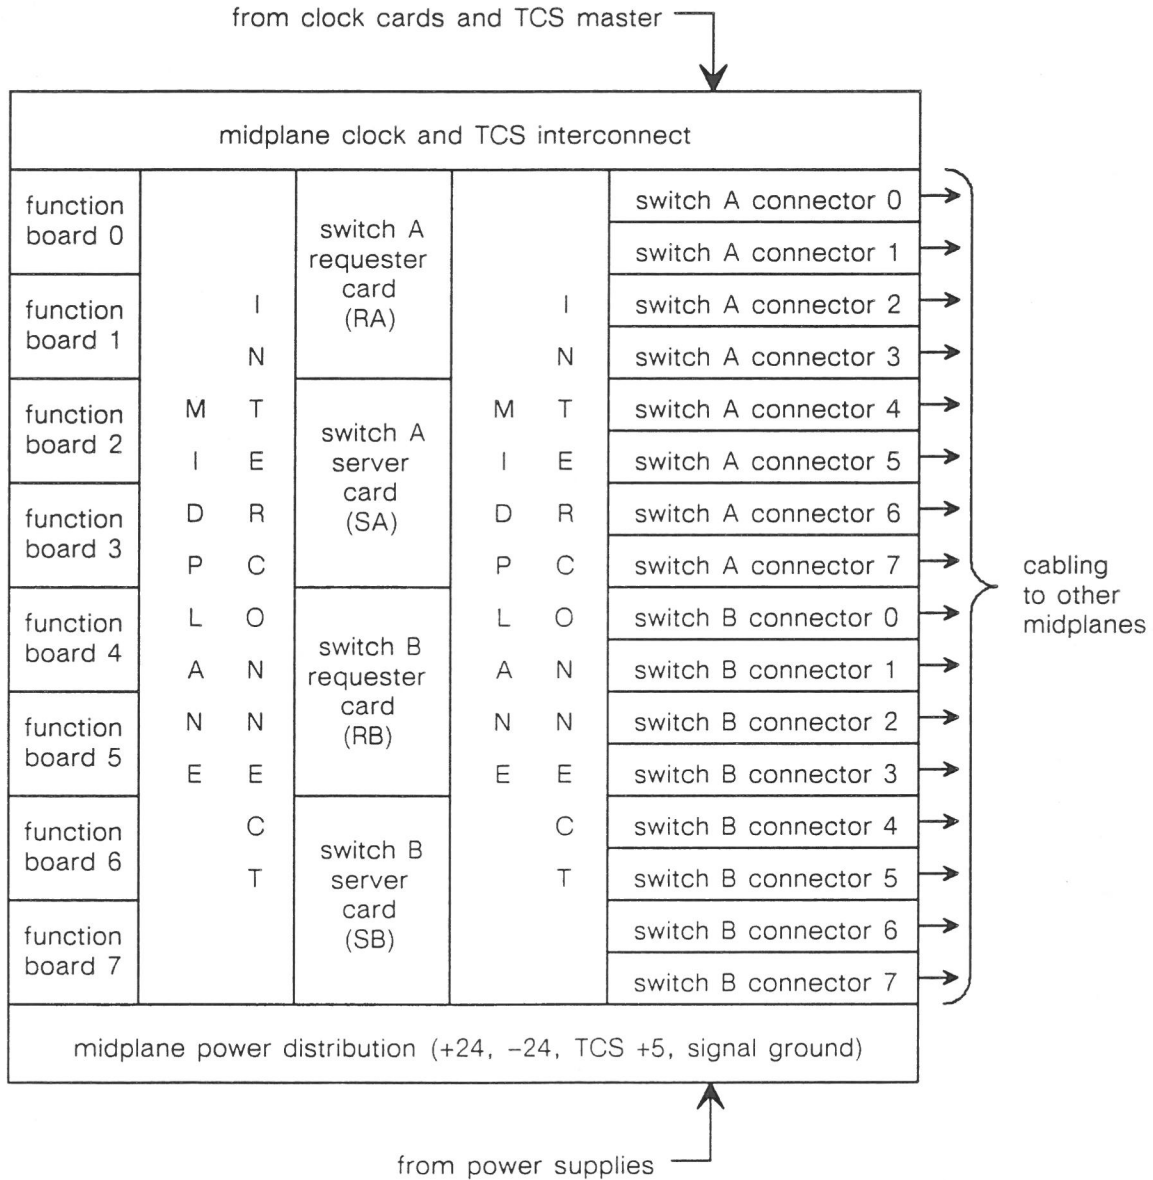 from clock cards and TCS master
midplane clock and TCS interconnect
function
board 0
function
board 1
function
board 2
function
board 3
function
board 4
function
board 5
function
board 6
function
board 7
MIDPLANE
INTERCONNECT
switch A
requester
card
(RA)
switch A
server
card
(SA)
switch B
requester
card
(RB)
switch B
server
card
(SB)
MIDPLANE
INTERCONNECT
switch A connector 0
switch A connector 1
switch A connector 2
switch A connector 3
switch A connector 4
switch A connector 5
switch A connector 6
switch A connector 7
switch B connector 0
switch B connector 1
switch B connector 2
switch B connector 3
switch B connector 4
switch B connector 5
switch B connector 6
switch B connector 7
cabling
to other
midplanes
midplane power distribution (+24, −24, TCS +5, signal ground)
from power supplies